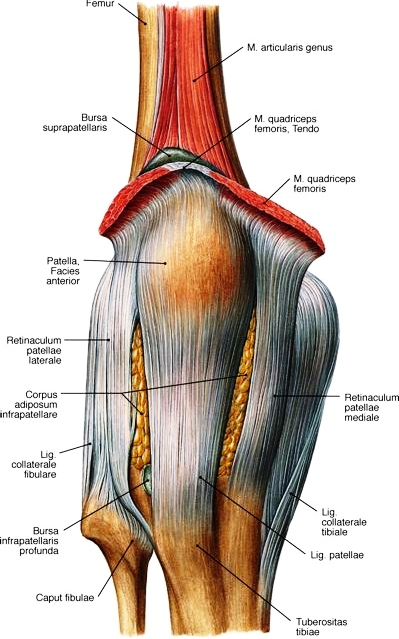 Femur
M. articularis genus
Bursa
suprapatellaris
M. quadriceps
femoris, Tendo
M. quadriceps
femoris
Patella,
Facies
anterior
Retinaculum
patellae
laterale
Corpus
adiposum
infrapatellare
Retinaculum
patellae
mediale
Lig.
collaterale
fibulare
Lig.
collaterale
tibiale
Bursa
infrapatellaris
profunda
Lig. patellae
Caput fibulae
Tuberositas
tibiae